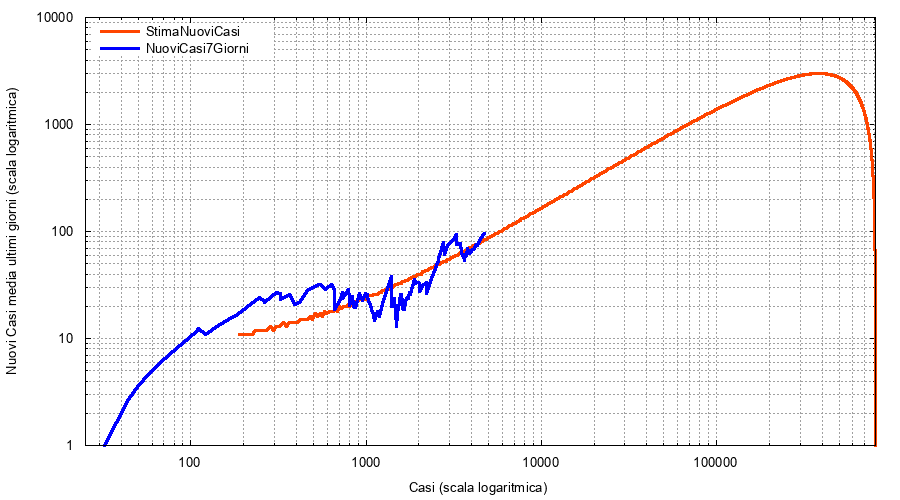 StimaNuoviCasi
NuoviCasi7Giorni
10000
1000
100
10
1
Nuovi Casi media ultimi giorni (scala logaritmica)
100
1000
10000
100000
Casi (scala logaritmica)